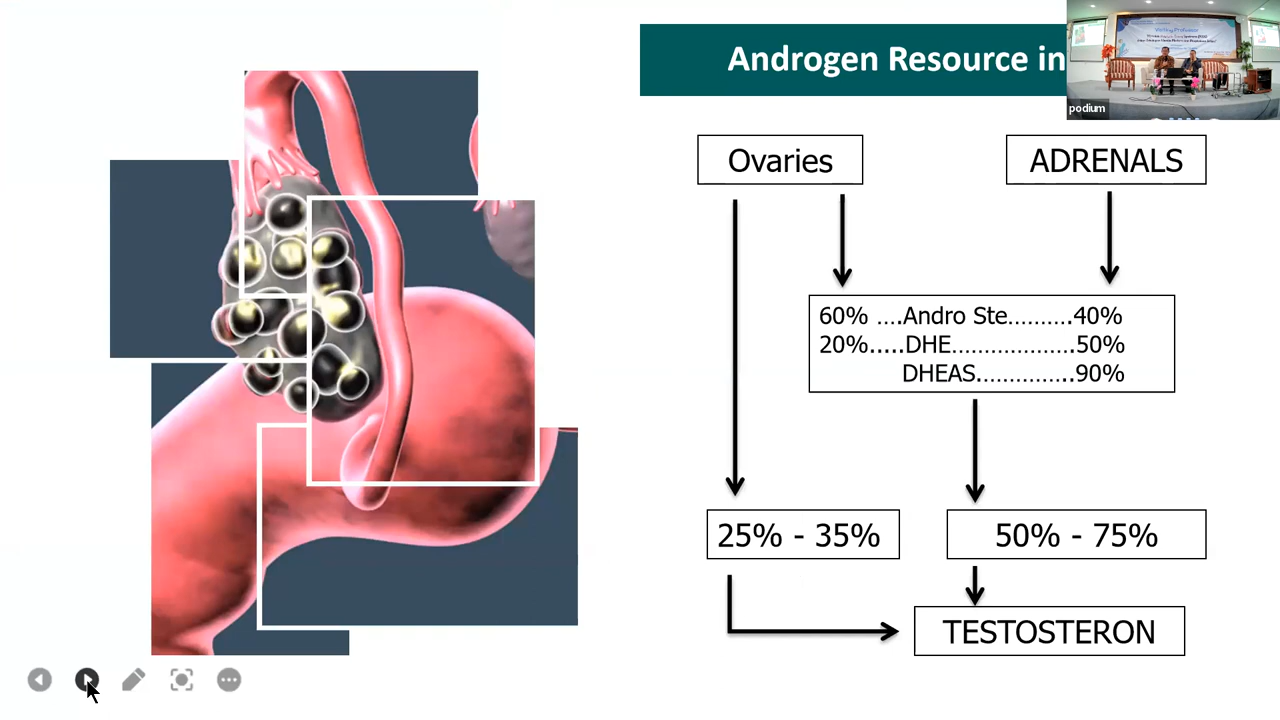 Androgen Resource in
podium
Ovaries
ADRENALS
60% ....Andro Ste..........40%
20%.....DHE...................50%
DHEAS..............90%
25% - 35%
50% - 75%
TESTOSTERON